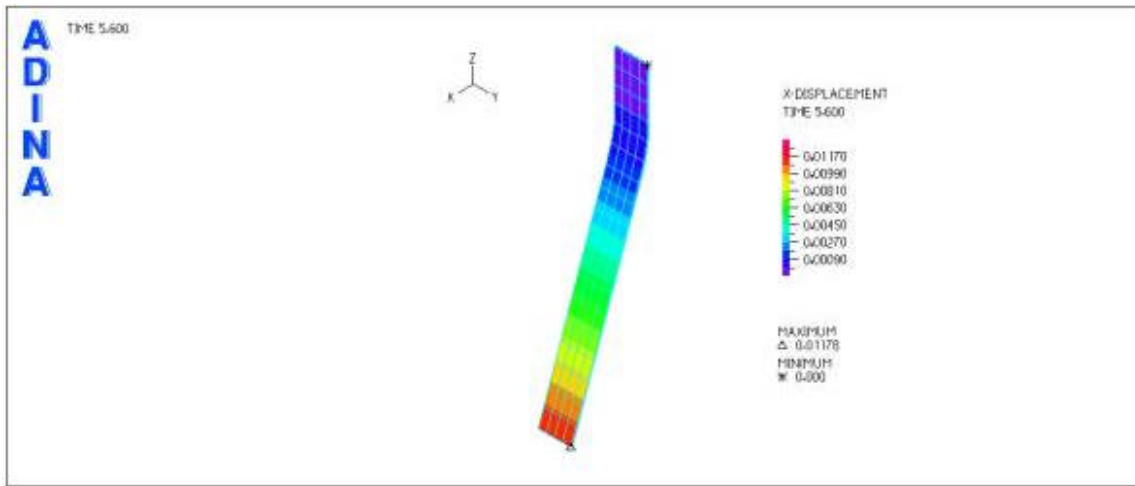 ADINA
TIME 5.600
Z
X
Y
X-DISPLACEMENT
TIME 5.600
0.01170
0.00990
0.00810
0.00630
0.00450
0.00270
0.00090
MAXIMUM
△ 0.01178
MINIMUM
* 0.000